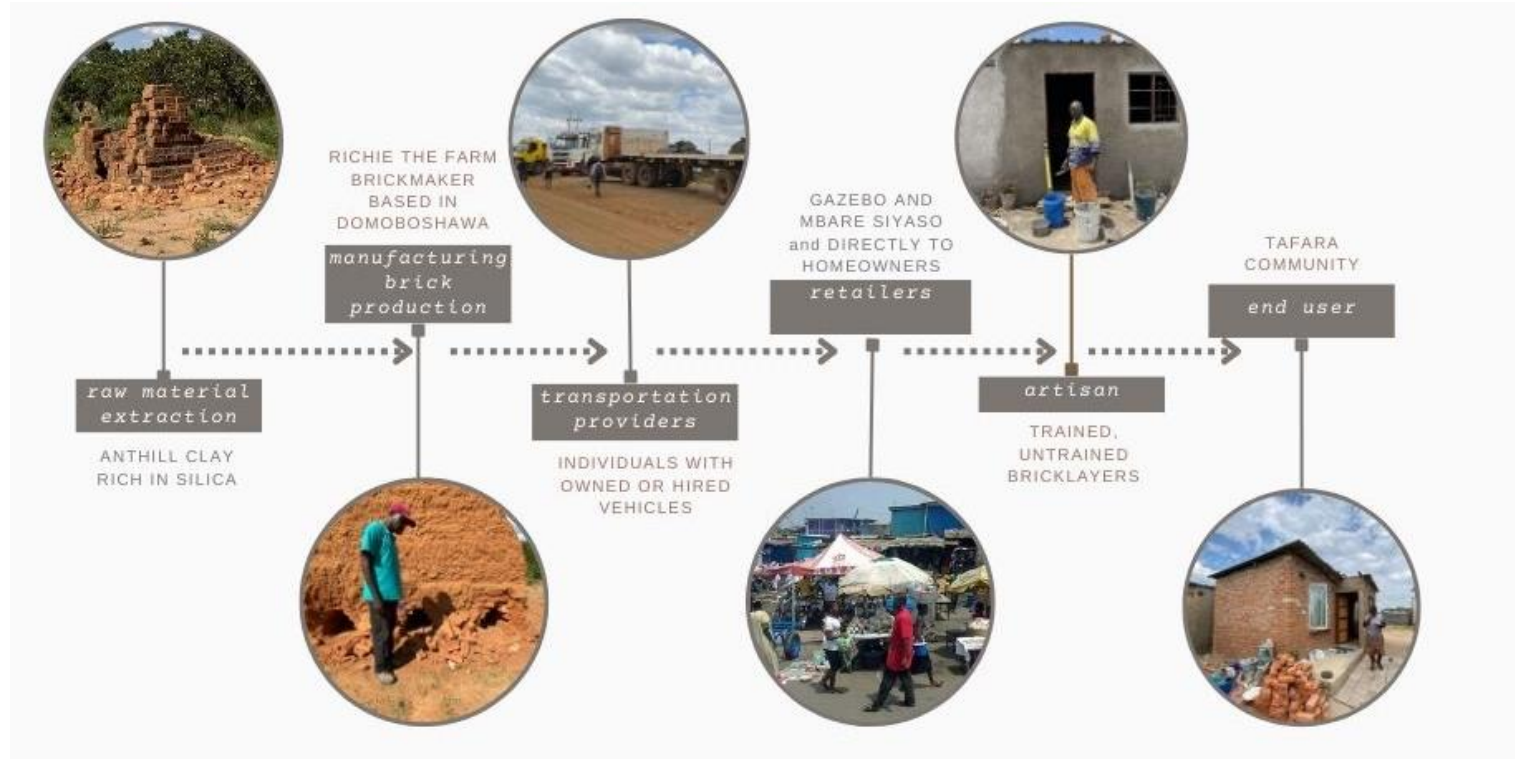 raw material
extraction
ANTHILL CLAY
RICH IN SILICA
RICHIE THE FARM
BRICKMAKER
BASED IN
DOMOBOSHAWA
manufacturing
brick
production
transportation
providers
INDIVIDUALS WITH
OWNED OR HIRED
VEHICLES
GAZEBO AND
MBARE SIYASO
and DIRECTLY TO
HOMEOWNERS
retailers
artisan
TRAINED,
UNTRAINED
BRICKLAYERS
TAFARA
COMMUNITY
end user